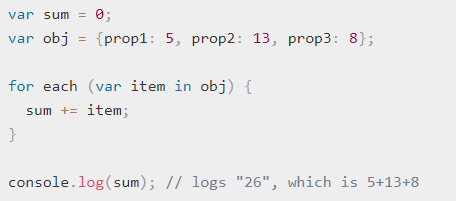 var sum = 0;
var obj = {prop1: 5, prop2: 13, prop3: 8};
for each (var item in obj) {
  sum += item;
}
console.log(sum); // logs "26", which is 5+13+8